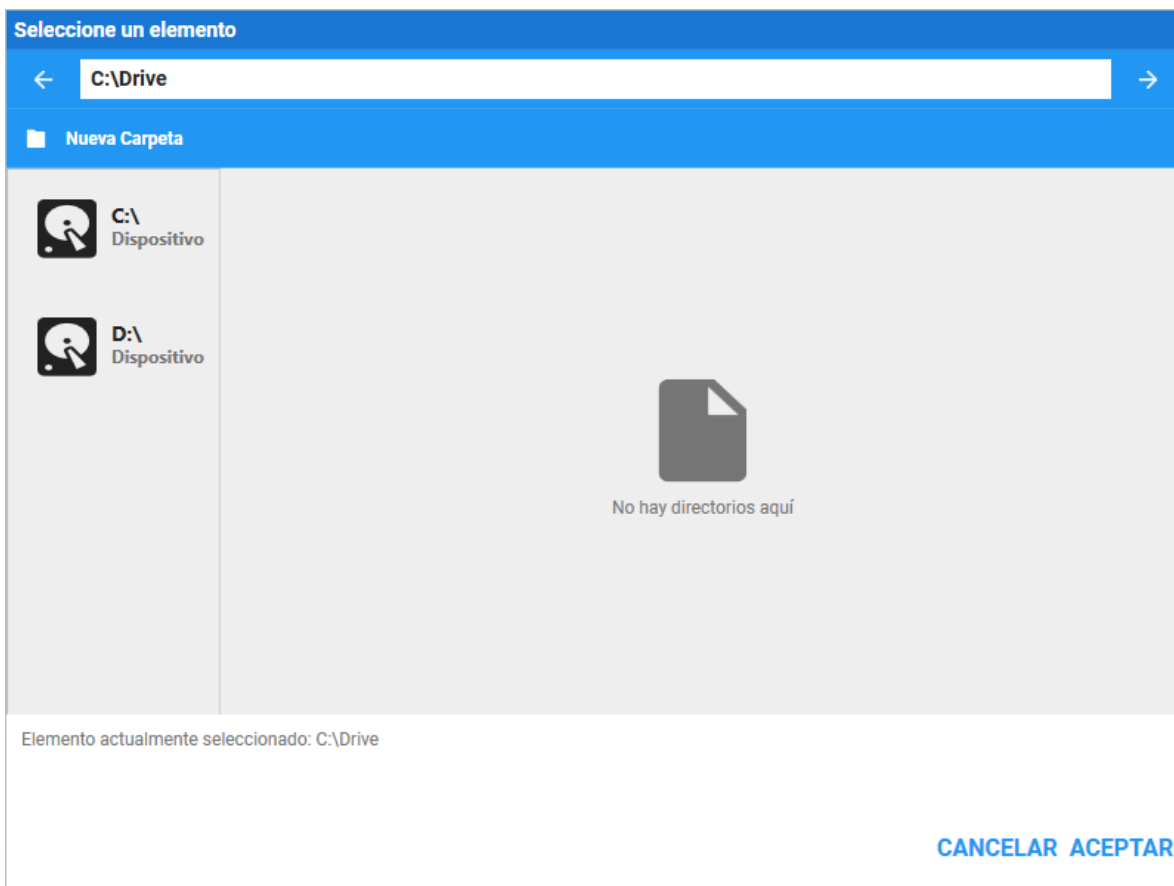 Seleccione un elemento
C:\Drive
Nueva Carpeta
C:\
Dispositivo
D:\
Dispositivo
No hay directorios aquí
Elemento actualmente seleccionado: C:\Drive
CANCELAR ACEPTAR